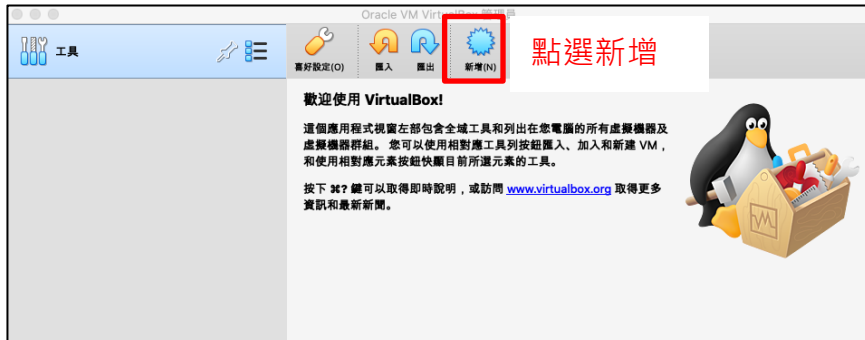 Oracle VM VirtualBox 管理員
工具
喜好設定(O)
匯入
匯出
新增(N)
點選新增
歡迎使用 VirtualBox!
這個應用程式視窗左部包含全域工具和列出在您電腦的所有虛擬機器及
虛擬機器群組。 您可以使用相對應工具列按鈕匯入、加入和新建 VM，
和使用相對應元素按鈕快顯目前所選元素的工具。
按下 ⌘? 鍵可以取得即時說明，或訪問 www.virtualbox.org 取得更多
資訊和最新新聞。